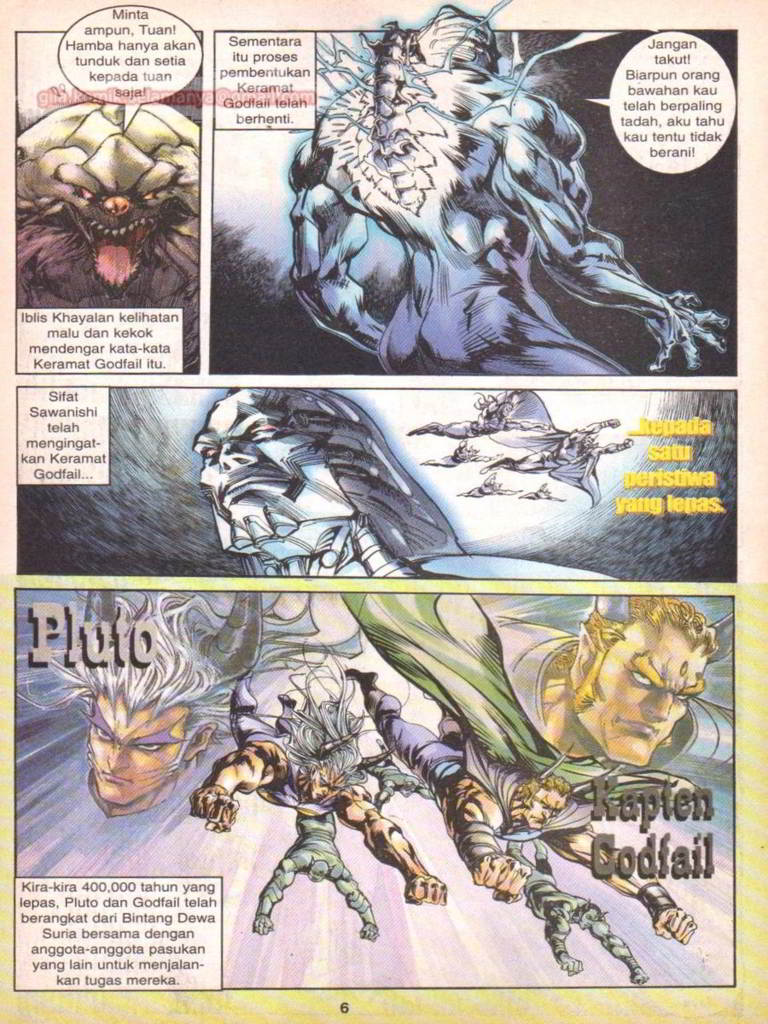 Minta
ampun, Tuan!
Hamba hanya akan
tunduk dan setia
kepada tuan
saja!
Iblis Khayalan kelihatan
malu dan kekok
mendengar kata-kata
Keramat Godfail itu.
Sementara
itu proses
pembentukan
Keramat
Godfail telah
berhenti.
Jangan
takut!
Biarpun orang
bawahan kau
telah berpaling
tadah, aku tahu
kau tentu tidak
berani!
Sifat
Sawanishi
telah
mengingat-
kan Keramat
Godfail...
...kepada
satu
peristiwa
yang lepas.
Pluto
Kapten
Godfail
Kira-kira 400,000 tahun yang
lepas, Pluto dan Godfail telah
berangkat dari Bintang Dewa
Suria bersama dengan
anggota-anggota pasukan
yang lain untuk menjalan-
kan tugas mereka.
6